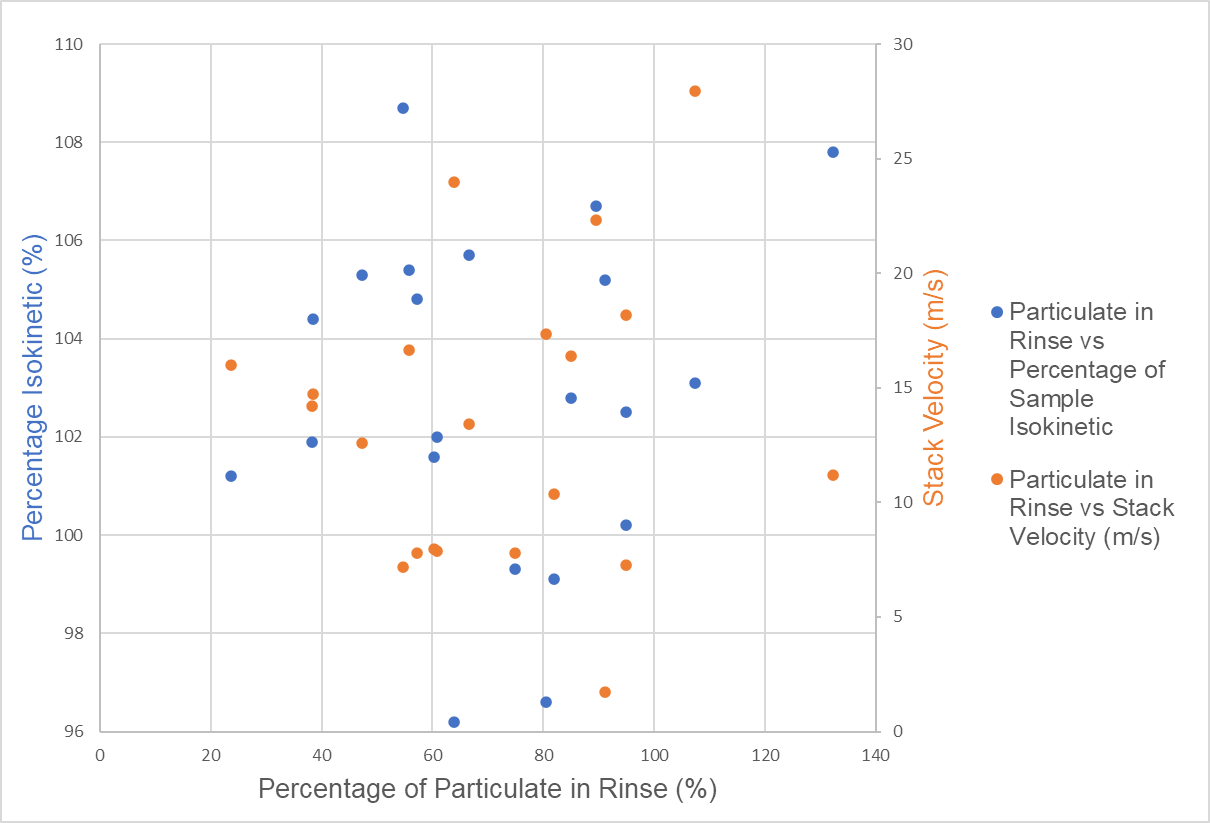 110
108
106
104
102
100
98
96
Percentage Isokinetic (%)
30
25
20
15
10
5
0
Stack Velocity (m/s)
0 20 40 60 80 100 120 140
Percentage of Particulate in Rinse (%)
Particulate in
Rinse vs
Percentage of
Sample
Isokinetic
Particulate in
Rinse vs Stack
Velocity (m/s)